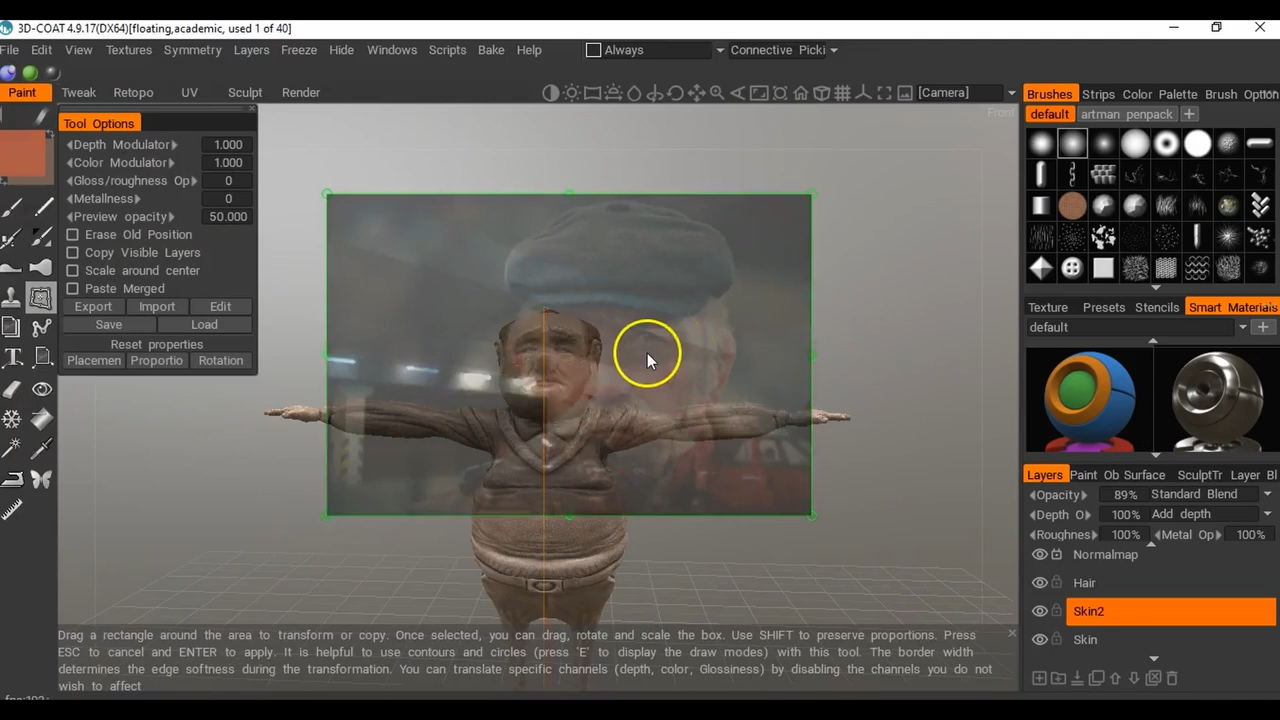 3D-COAT 4.9.17(DX64)[floating,academic, used 1 of 40]
File Edit View Textures Symmetry Layers Freeze Hide Windows Scripts Bake Help Always Connective Picki
Paint Tweak Retopo UV Sculpt Render [Camera]
Brushes Strips Color Palette Brush Option
Tool Options
Front
default artman penpack
Depth Modulator 1.000
Color Modulator 1.000
Gloss/roughness Op 0
Metallness 0
Preview opacity 50.000
Erase Old Position
Copy Visible Layers
Scale around center
Paste Merged
Export Import Edit
Save Load
Reset properties
Placemen Proportio Rotation
Texture Presets Stencils Smart Materials
default
Layers Paint Ob Surface SculptTr Layer Bl
Opacity 89% Standard Blend
Depth O 100% Add depth
Roughnes 100% Metal Op 100%
Normalmap
Hair
Skin2
Skin
Drag a rectangle around the area to transform or copy. Once selected, you can drag, rotate and scale the box. Use SHIFT to preserve proportions. Press
ESC to cancel and ENTER to apply. It is helpful to use contours and circles (press 'E' to display the draw modes) with this tool. The border width
determines the edge softness during the transformation. You can translate specific channels (depth, color, Glossiness) by disabling the channels you do not
wish to affect